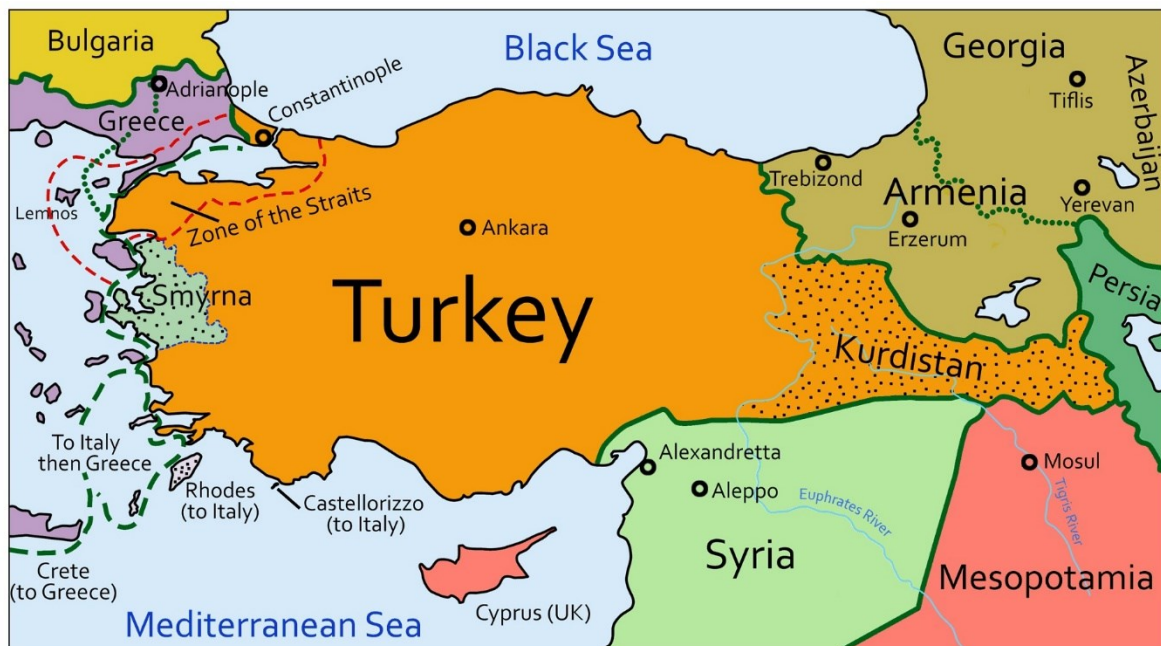 Bulgaria
Black Sea
Georgia
Azerbaijan
Adrianople
Constantinople
Tiflis
Greece
Trebizond
Armenia
Yerevan
Lemnos
Zone of the Straits
Ankara
Erzerum
Persia
Smyrna
Turkey
Kurdistan
To Italy
then Greece
Rhodes
(to Italy)
Castellorizzo
(to Italy)
Alexandretta
Aleppo
Mosul
Euphrates River
Tigris River
Syria
Mesopotamia
Crete
(to Greece)
Cyprus (UK)
Mediterranean Sea